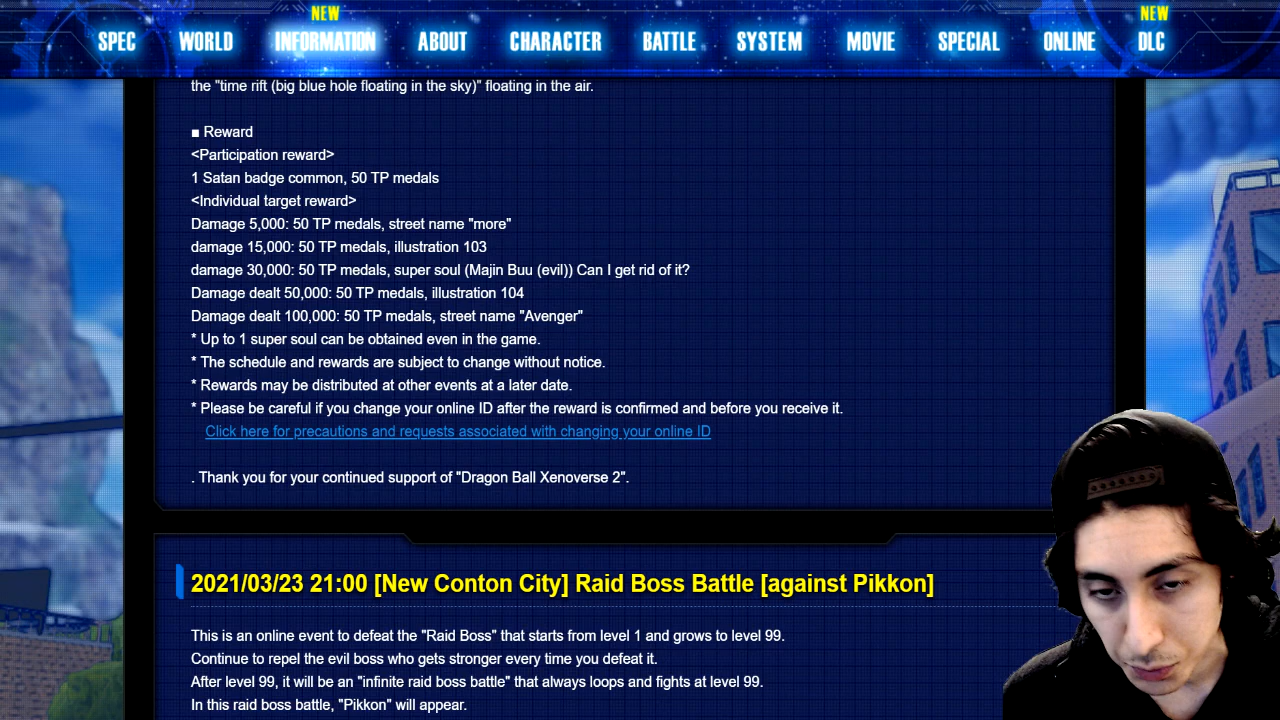 NEW
NEW
SPEC WORLD INFORMATION ABOUT CHARACTER BATTLE SYSTEM MOVIE SPECIAL ONLINE DLC
the "time rift (big blue hole floating in the sky)" floating in the air.
■ Reward
<Participation reward>
1 Satan badge common, 50 TP medals
<Individual target reward>
Damage 5,000: 50 TP medals, street name "more"
damage 15,000: 50 TP medals, illustration 103
damage 30,000: 50 TP medals, super soul (Majin Buu (evil)) Can I get rid of it?
Damage dealt 50,000: 50 TP medals, illustration 104
Damage dealt 100,000: 50 TP medals, street name "Avenger"
* Up to 1 super soul can be obtained even in the game.
* The schedule and rewards are subject to change without notice.
* Rewards may be distributed at other events at a later date.
* Please be careful if you change your online ID after the reward is confirmed and before you receive it.
Click here for precautions and requests associated with changing your online ID
. Thank you for your continued support of "Dragon Ball Xenoverse 2".
2021/03/23 21:00 [New Conton City] Raid Boss Battle [against Pikkon]
This is an online event to defeat the "Raid Boss" that starts from level 1 and grows to level 99.
Continue to repel the evil boss who gets stronger every time you defeat it.
After level 99, it will be an "infinite raid boss battle" that always loops and fights at level 99.
In this raid boss battle, "Pikkon" will appear.